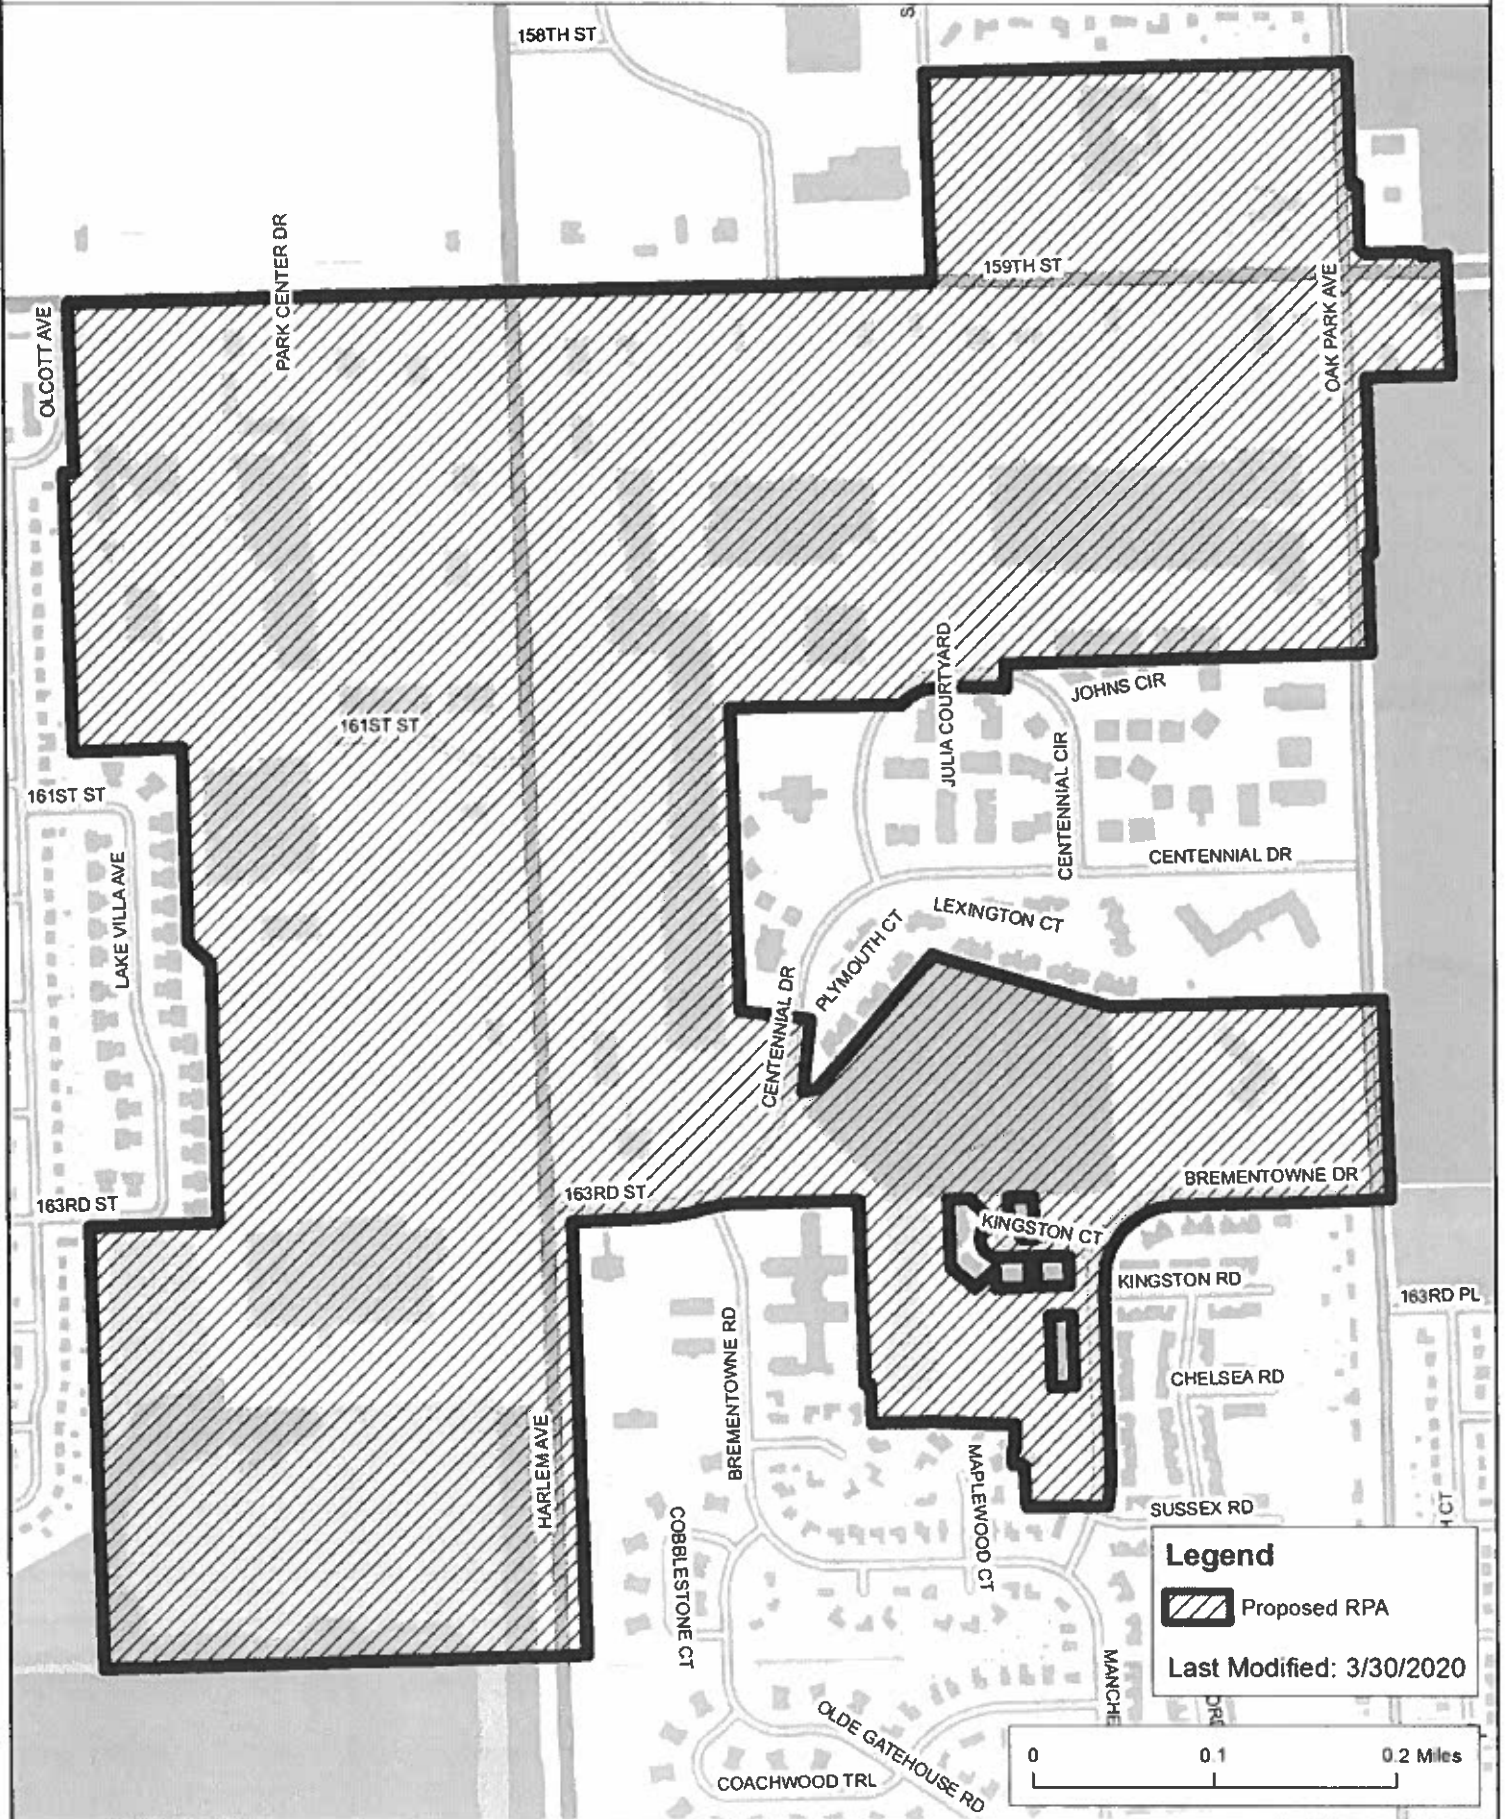 S
158TH ST
159TH ST
PARK CENTER DR
OLCOTT AVE
OAK PARK AVE
JULIA COURTYARD
JOHNS CIR
161ST ST
161ST ST
CENTENNIAL CIR
CENTENNIAL DR
LAKE VILLA AVE
LEXINGTON CT
PLYMOUTH CT
CENTENNIAL DR
163RD ST
163RD ST
BREMENTOWNE DR
KINGSTON CT
KINGSTON RD
163RD PL
BREMENTOWNE RD
CHELSEA RD
HARLEM AVE
MAPLEWOOD CT
COBBLESTONE CT
SUSSEX RD
H CT
Legend
Proposed RPA
Last Modified: 3/30/2020
MANCHE
ORE
OLDE GATEHOUSE RD
COACHWOOD TRL
0 0.1 0.2 Miles